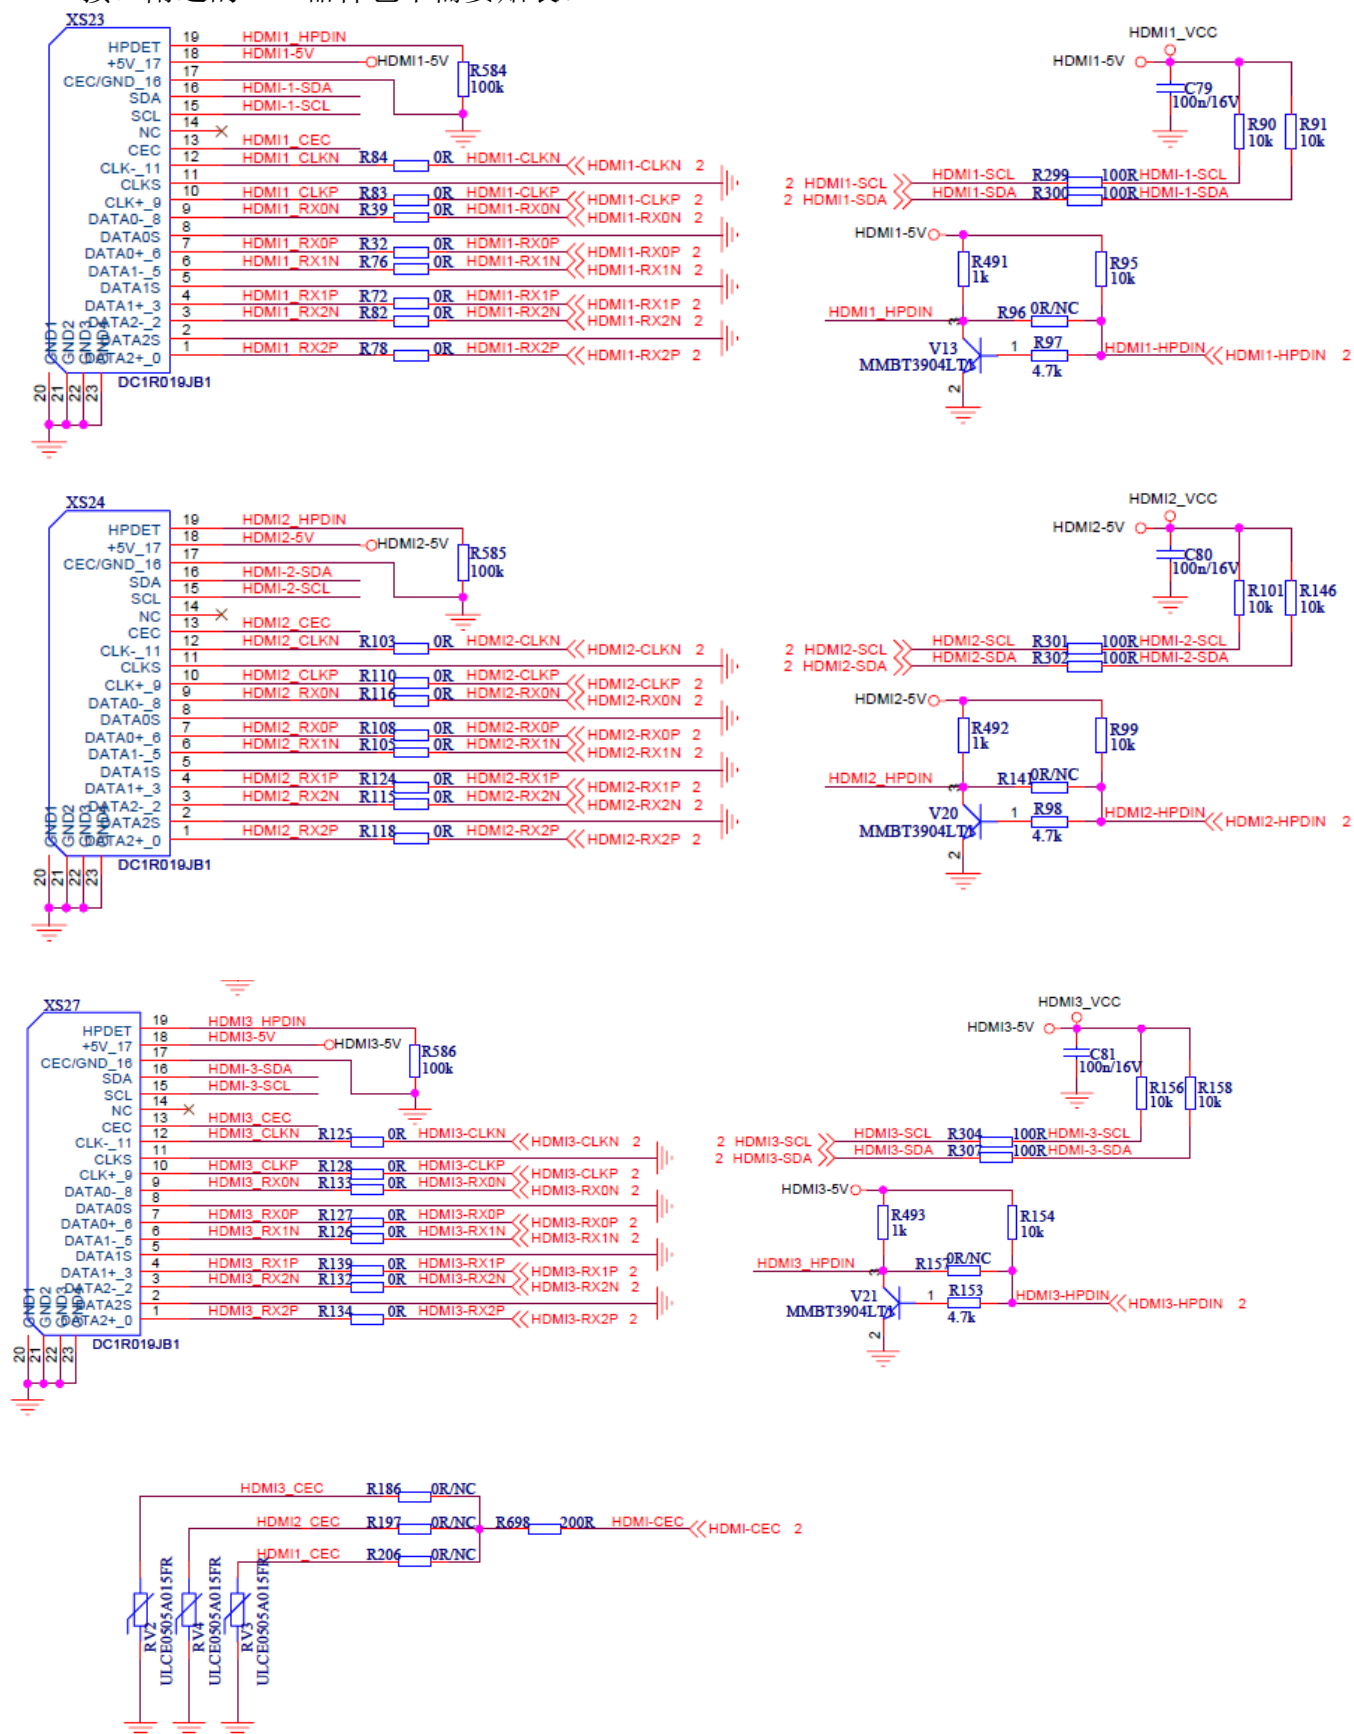 XS23
HPDET 19 HDMI1_HPDIN
+5V_17 18 HDMI1-5V HDMI1-5V
CEC/GND_16 17
SDA 16 HDMI-1-SDA
SCL 15 HDMI-1-SCL
NC 14
CEC 13 HDMI1_CEC
CLK-_11 12 HDMI1_CLKN R84 0R HDMI1-CLKN HDMI1-CLKN 2
CLKS 11
CLK+_9 10 HDMI1_CLKP R83 0R HDMI1-CLKP HDMI1-CLKP 2
DATA0-_8 9 HDMI1_RX0N R39 0R HDMI1-RX0N HDMI1-RX0N 2
DATA0S 8
DATA0+_6 7 HDMI1_RX0P R32 0R HDMI1-RX0P HDMI1-RX0P 2
DATA1-_5 6 HDMI1_RX1N R76 0R HDMI1-RX1N HDMI1-RX1N 2
DATA1S 5
DATA1+_3 4 HDMI1_RX1P R72 0R HDMI1-RX1P HDMI1-RX1P 2
DATA2-_2 3 HDMI1_RX2N R82 0R HDMI1-RX2N HDMI1-RX2N 2
DATA2S 2
DATA2+_0 1 HDMI1_RX2P R78 0R HDMI1-RX2P HDMI1-RX2P 2
GND1 GND2 GND3 GND4
20 21 22 23
DC1R019JB1
R584
100k
HDMI1_VCC
HDMI1-5V
C79
100n/16V
R90
10k
R91
10k
2 HDMI1-SCL HDMI1-SCL R299 100R HDMI-1-SCL
2 HDMI1-SDA HDMI1-SDA R300 100R HDMI-1-SDA
HDMI1-5V
R491
1k
R95
10k
HDMI1_HPDIN 3 R96 0R/NC
V13 1 R97 HDMI1-HPDIN HDMI1-HPDIN 2
MMBT3904LT1 4.7k
2
XS24
HPDET 19 HDMI2_HPDIN
+5V_17 18 HDMI2-5V HDMI2-5V
CEC/GND_16 17
SDA 16 HDMI-2-SDA
SCL 15 HDMI-2-SCL
NC 14
CEC 13 HDMI2_CEC
CLK-_11 12 HDMI2_CLKN R103 0R HDMI2-CLKN HDMI2-CLKN 2
CLKS 11
CLK+_9 10 HDMI2_CLKP R110 0R HDMI2-CLKP HDMI2-CLKP 2
DATA0-_8 9 HDMI2_RX0N R116 0R HDMI2-RX0N HDMI2-RX0N 2
DATA0S 8
DATA0+_6 7 HDMI2_RX0P R108 0R HDMI2-RX0P HDMI2-RX0P 2
DATA1-_5 6 HDMI2_RX1N R105 0R HDMI2-RX1N HDMI2-RX1N 2
DATA1S 5
DATA1+_3 4 HDMI2_RX1P R124 0R HDMI2-RX1P HDMI2-RX1P 2
DATA2-_2 3 HDMI2_RX2N R115 0R HDMI2-RX2N HDMI2-RX2N 2
DATA2S 2
DATA2+_0 1 HDMI2_RX2P R118 0R HDMI2-RX2P HDMI2-RX2P 2
GND1 GND2 GND3 GND4
20 21 22 23
DC1R019JB1
R585
100k
HDMI2_VCC
HDMI2-5V
C80
100n/16V
R101
10k
R146
10k
2 HDMI2-SCL HDMI2-SCL R301 100R HDMI-2-SCL
2 HDMI2-SDA HDMI2-SDA R302 100R HDMI-2-SDA
HDMI2-5V
R492
1k
R99
10k
HDMI2_HPDIN 3 R141 0R/NC
V20 1 R98 HDMI2-HPDIN HDMI2-HPDIN 2
MMBT3904LT1 4.7k
2
XS27
HPDET 19 HDMI3_HPDIN
+5V_17 18 HDMI3-5V HDMI3-5V
CEC/GND_16 17
SDA 16 HDMI-3-SDA
SCL 15 HDMI-3-SCL
NC 14
CEC 13 HDMI3_CEC
CLK-_11 12 HDMI3_CLKN R125 0R HDMI3-CLKN HDMI3-CLKN 2
CLKS 11
CLK+_9 10 HDMI3_CLKP R128 0R HDMI3-CLKP HDMI3-CLKP 2
DATA0-_8 9 HDMI3_RX0N R133 0R HDMI3-RX0N HDMI3-RX0N 2
DATA0S 8
DATA0+_6 7 HDMI3_RX0P R127 0R HDMI3-RX0P HDMI3-RX0P 2
DATA1-_5 6 HDMI3_RX1N R126 0R HDMI3-RX1N HDMI3-RX1N 2
DATA1S 5
DATA1+_3 4 HDMI3_RX1P R139 0R HDMI3-RX1P HDMI3-RX1P 2
DATA2-_2 3 HDMI3_RX2N R132 0R HDMI3-RX2N HDMI3-RX2N 2
DATA2S 2
DATA2+_0 1 HDMI3_RX2P R134 0R HDMI3-RX2P HDMI3-RX2P 2
GND1 GND2 GND3 GND4
20 21 22 23
DC1R019JB1
R586
100k
HDMI3_VCC
HDMI3-5V
C81
100n/16V
R156
10k
R158
10k
2 HDMI3-SCL HDMI3-SCL R304 100R HDMI-3-SCL
2 HDMI3-SDA HDMI3-SDA R307 100R HDMI-3-SDA
HDMI3-5V
R493
1k
R154
10k
HDMI3_HPDIN 3 R157 0R/NC
V21 1 R153 HDMI3-HPDIN HDMI3-HPDIN 2
MMBT3904LT1 4.7k
2
HDMI3_CEC R186 0R/NC
HDMI2_CEC R197 0R/NC R698 200R HDMI-CEC HDMI-CEC 2
HDMI1_CEC R206 0R/NC
RV2 ULCE0505A015FR
RV4 ULCE0505A015FR
RV3 ULCE0505A015FR